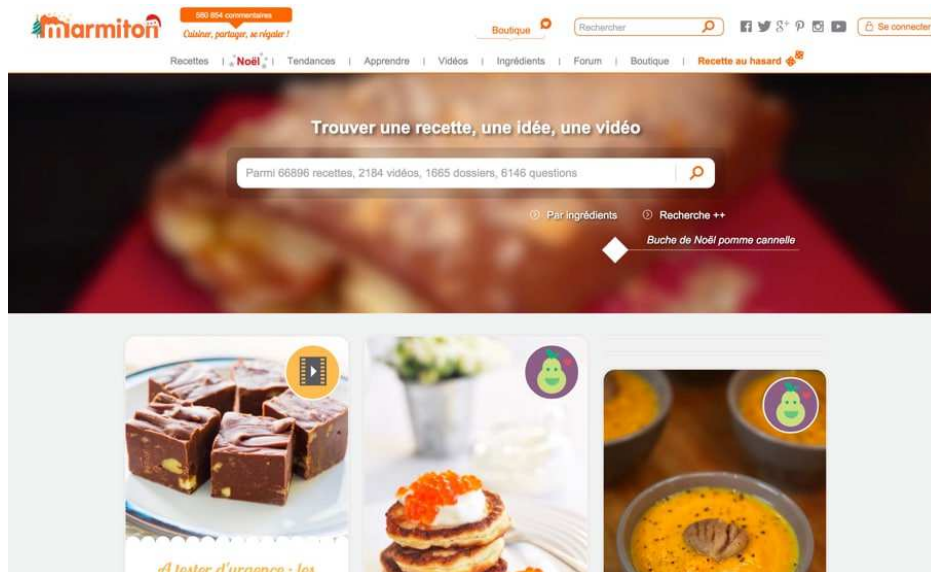 marmiton
560 854 commentaires
Cuisiner, partager, se régaler !
Boutique
Rechercher
Se connecter
Recettes | Noël | Tendances | Apprendre | Vidéos | Ingrédients | Forum | Boutique | Recette au hasard
Trouver une recette, une idée, une vidéo
Parmi 66896 recettes, 2184 vidéos, 1665 dossiers, 6146 questions
Par ingrédients
Recherche ++
Buche de Noël pomme cannelle
A tester d'urgence : les